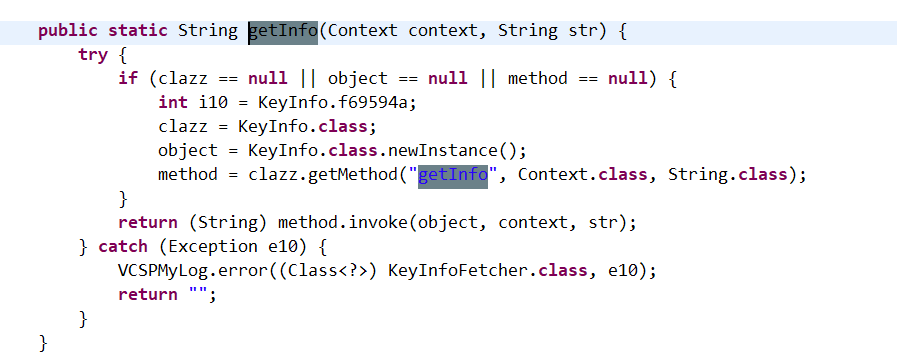 public static String getInfo(Context context, String str) {
    try {
        if (clazz == null || object == null || method == null) {
            int i10 = KeyInfo.f69594a;
            clazz = KeyInfo.class;
            object = KeyInfo.class.newInstance();
            method = clazz.getMethod("getInfo", Context.class, String.class);
        }
        return (String) method.invoke(object, context, str);
    } catch (Exception e10) {
        VCSPMyLog.error((Class<?>) KeyInfoFetcher.class, e10);
        return "";
    }
}